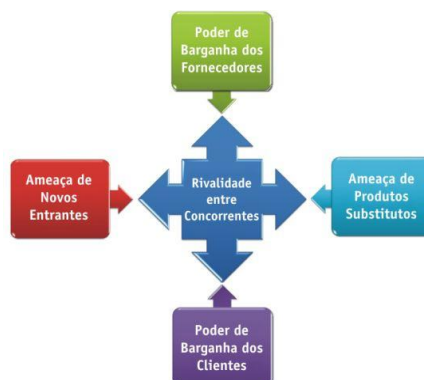 Poder de
Barganha dos
Fornecedores
Ameaça de
Novos
Entrantes
Rivalidade
entre
Concorrentes
Ameaça de
Produtos
Substitutos
Poder de
Barganha dos
Clientes